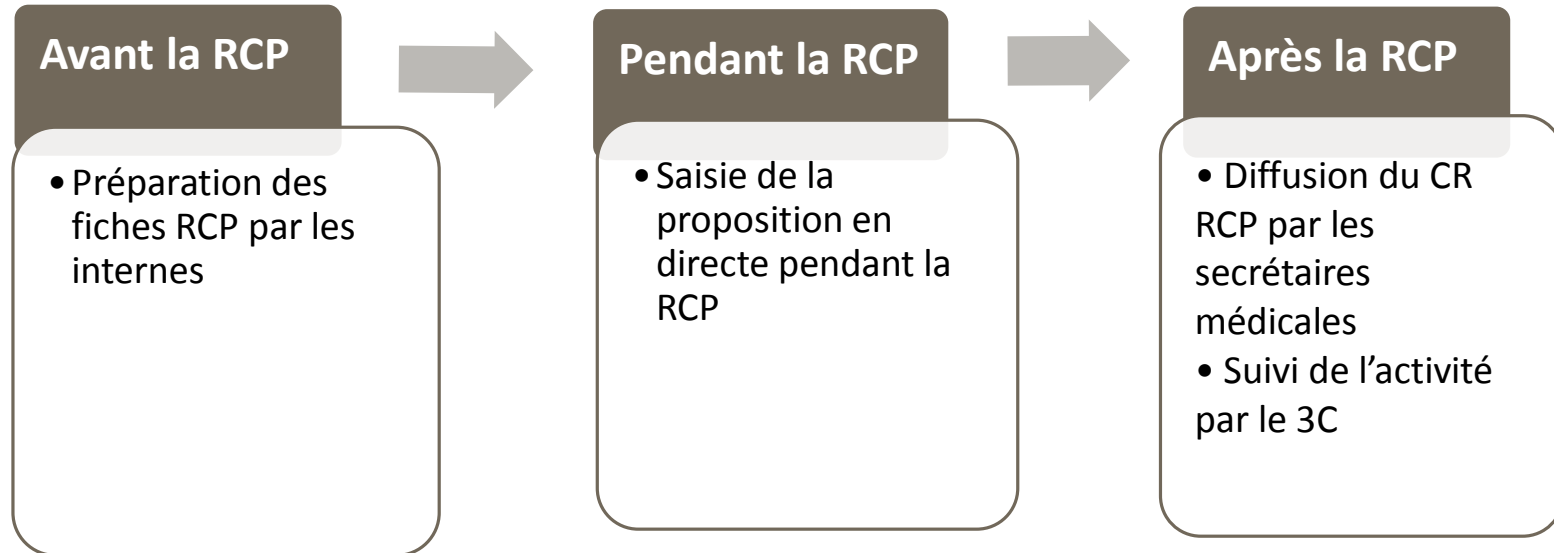 Avant la RCP
• Préparation des
fiches RCP par les
internes
Pendant la RCP
• Saisie de la
proposition en
directe pendant la
RCP
Après la RCP
• Diffusion du CR
RCP par les
secrétaires
médicales
• Suivi de l’activité
par le 3C